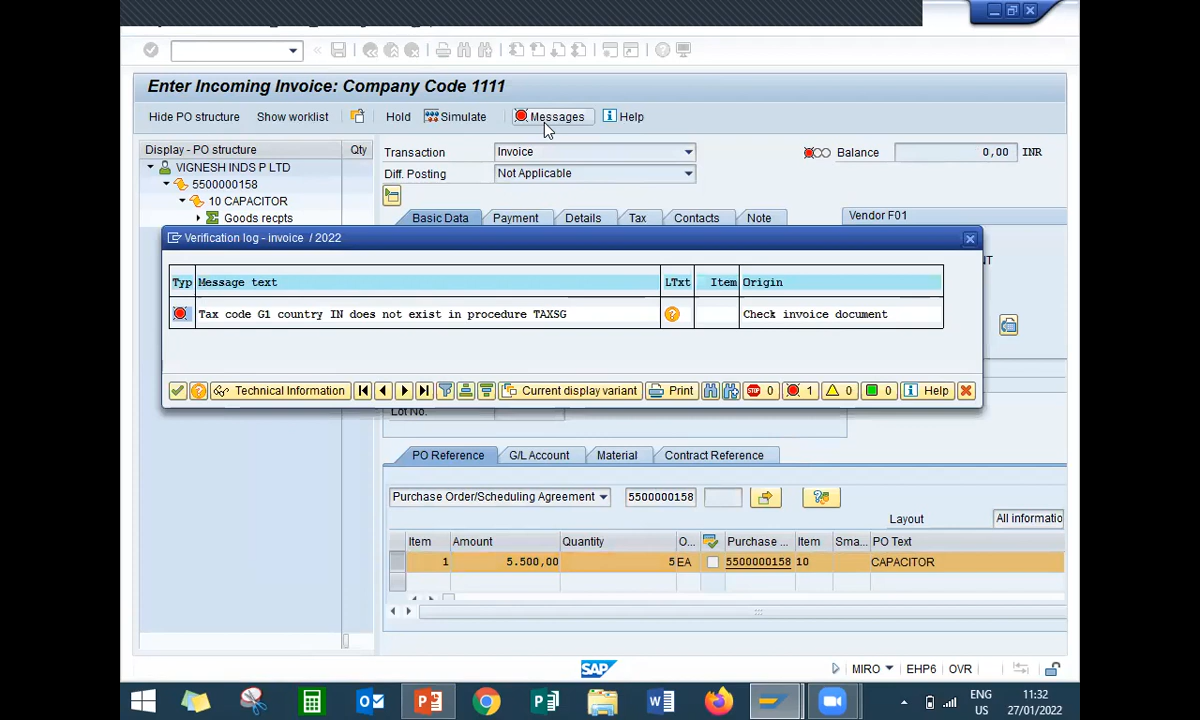 Enter Incoming Invoice: Company Code 1111
Hide PO structure Show worklist Hold Simulate Messages Help
Display - PO structure Qty
VIGNESH INDS P LTD
5500000158
10 CAPACITOR
Goods recpts
Transaction Invoice Balance 0,00 INR
Diff. Posting Not Applicable
Basic Data Payment Details Tax Contacts Note
Vendor F01
Verification log - invoice / 2022
Typ Message text LTxt Item Origin
Tax code G1 country IN does not exist in procedure TAXSG Check invoice document
Technical Information Current display variant Print STOP 0 1 0 0 Help
Lot No.
PO Reference G/L Account Material Contract Reference
Purchase Order/Scheduling Agreement 5500000158
Layout All informatio
Item Amount Quantity O... Purchase ... Item Sma... PO Text
1 5.500,00 5 EA 5500000158 10 CAPACITOR
SAP MIRO EHP6 OVR
ENG 11:32
US 27/01/2022